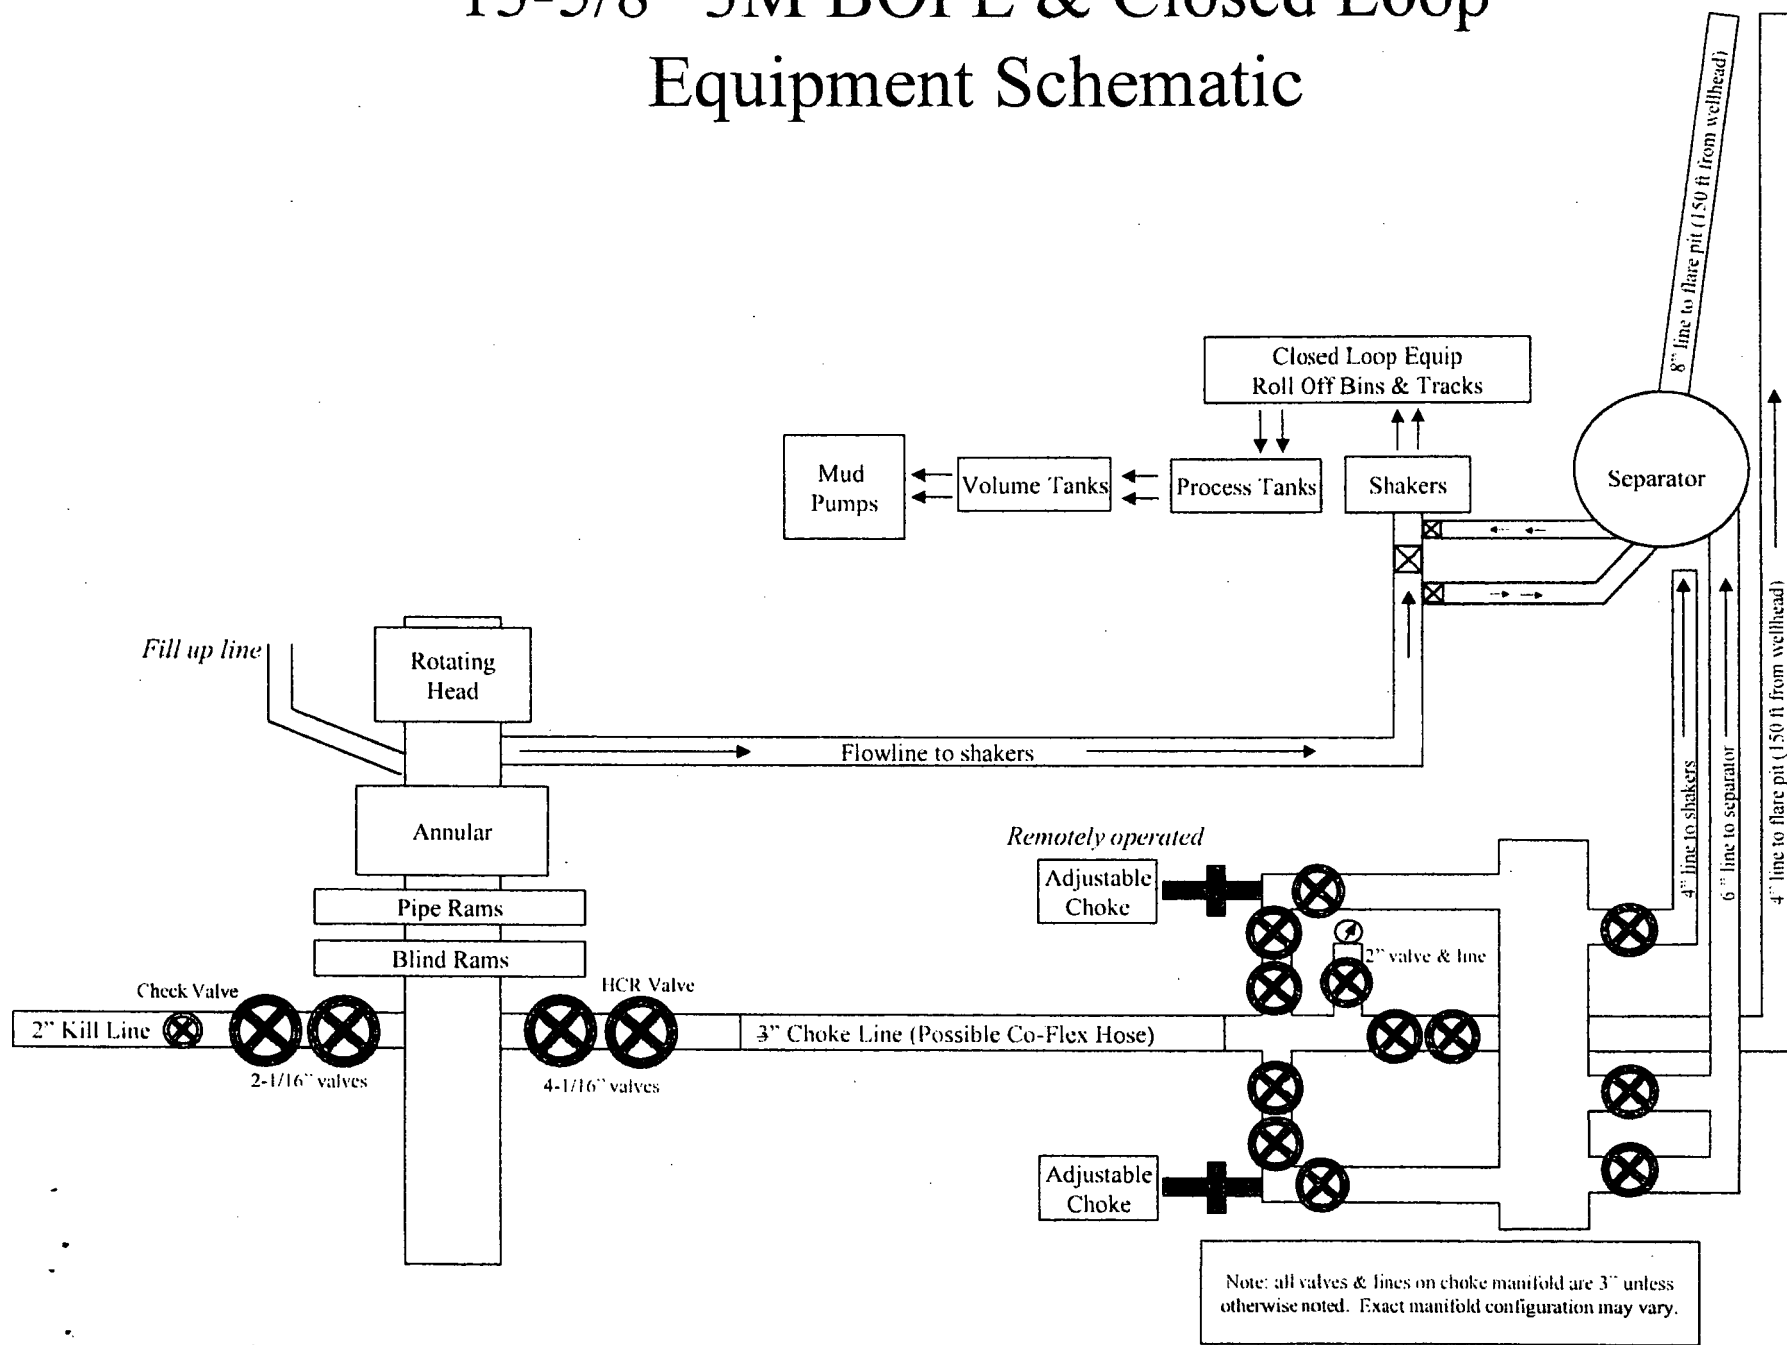 BOPE & Closed Loop
Equipment Schematic
8" line to flare pit (150 ft from wellhead)
Closed Loop Equip
Roll Off Bins & Tracks
Mud
Pumps
Volume Tanks
Process Tanks
Shakers
Separator
Fill up line
Rotating
Head
Flowline to shakers
Annular
Pipe Rams
Blind Rams
Remotely operated
Adjustable
Choke
2" valve & line
4" line to shakers
6" line to separator
4" line to flare pit (150 ft from wellhead)
Check Valve
HCR Valve
2" Kill Line
3" Choke Line (Possible Co-Flex Hose)
2-1/16" valves
4-1/16" valves
Adjustable
Choke
Note: all valves & lines on choke manifold are 3" unless
otherwise noted. Exact manifold configuration may vary.